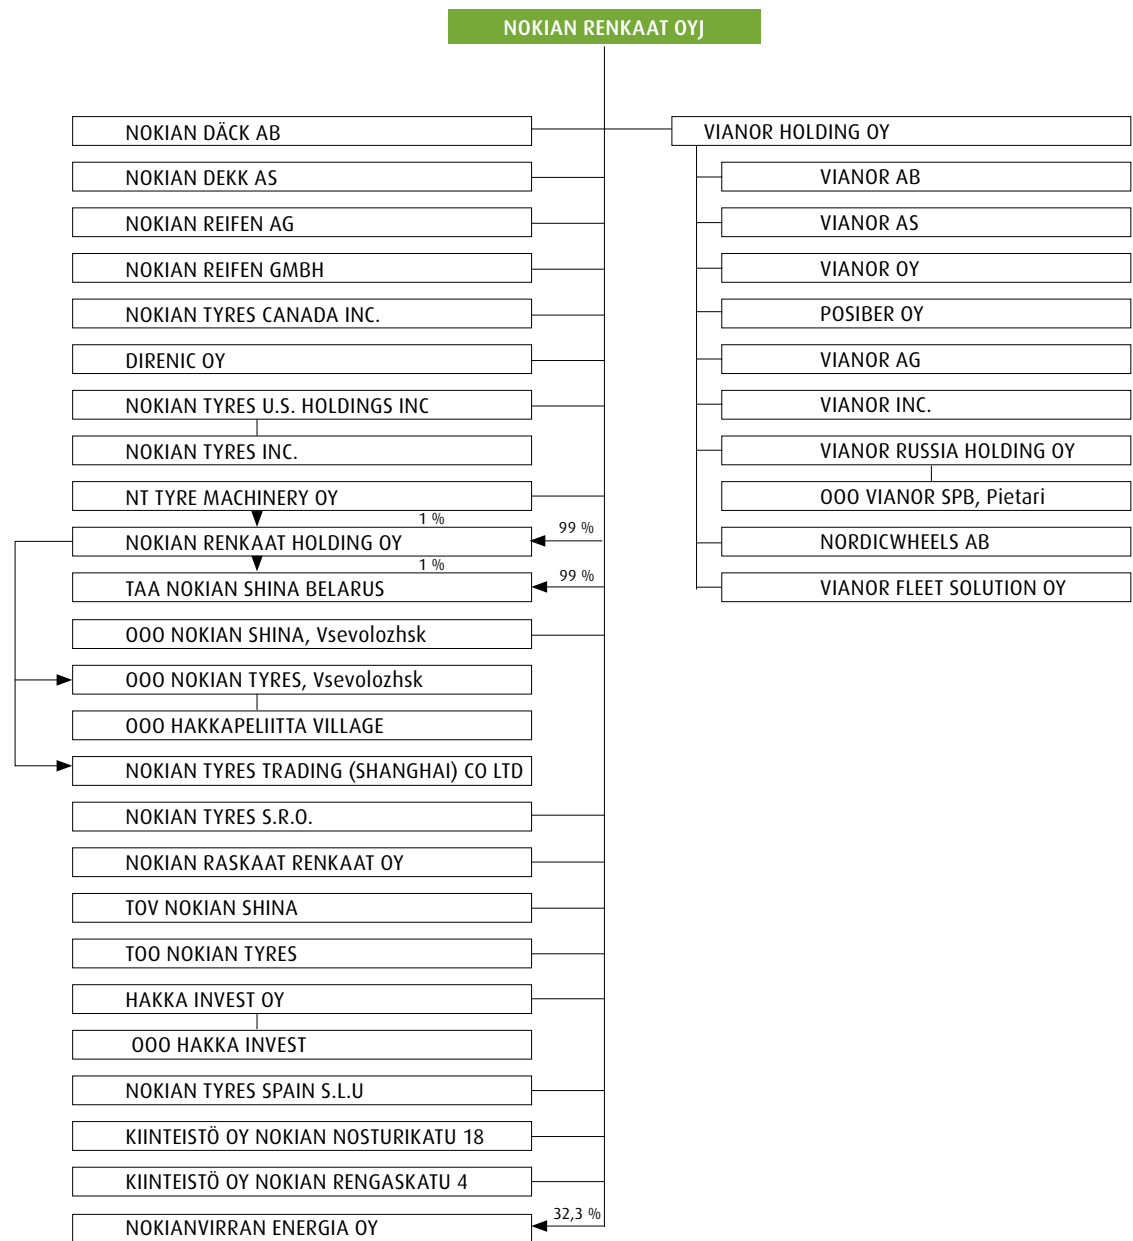 NOKIAN RENKAAT OYJ
NOKIAN DÄCK AB
NOKIAN DEKK AS
NOKIAN REIFEN AG
NOKIAN REIFEN GMBH
NOKIAN TYRES CANADA INC.
DIRENIC OY
NOKIAN TYRES U.S. HOLDINGS INC
NOKIAN TYRES INC.
NT TYRE MACHINERY OY
1 %
99 %
NOKIAN RENKAAT HOLDING OY
1 %
99 %
TAA NOKIAN SHINA BELARUS
OOO NOKIAN SHINA, Vsevolozhsk
OOO NOKIAN TYRES, Vsevolozhsk
OOO HAKKAPELIITTA VILLAGE
NOKIAN TYRES TRADING (SHANGHAI) CO LTD
NOKIAN TYRES S.R.O.
NOKIAN RASKAAT RENKAAT OY
TOV NOKIAN SHINA
TOO NOKIAN TYRES
HAKKA INVEST OY
OOO HAKKA INVEST
NOKIAN TYRES SPAIN S.L.U
KIINTEISTÖ OY NOKIAN NOSTURIKATU 18
KIINTEISTÖ OY NOKIAN RENGASKATU 4
32,3 %
NOKIANVIRRAN ENERGIA OY
VIANOR HOLDING OY
VIANOR AB
VIANOR AS
VIANOR OY
POSIBER OY
VIANOR AG
VIANOR INC.
VIANOR RUSSIA HOLDING OY
OOO VIANOR SPB, Pietari
NORDICWHEELS AB
VIANOR FLEET SOLUTION OY